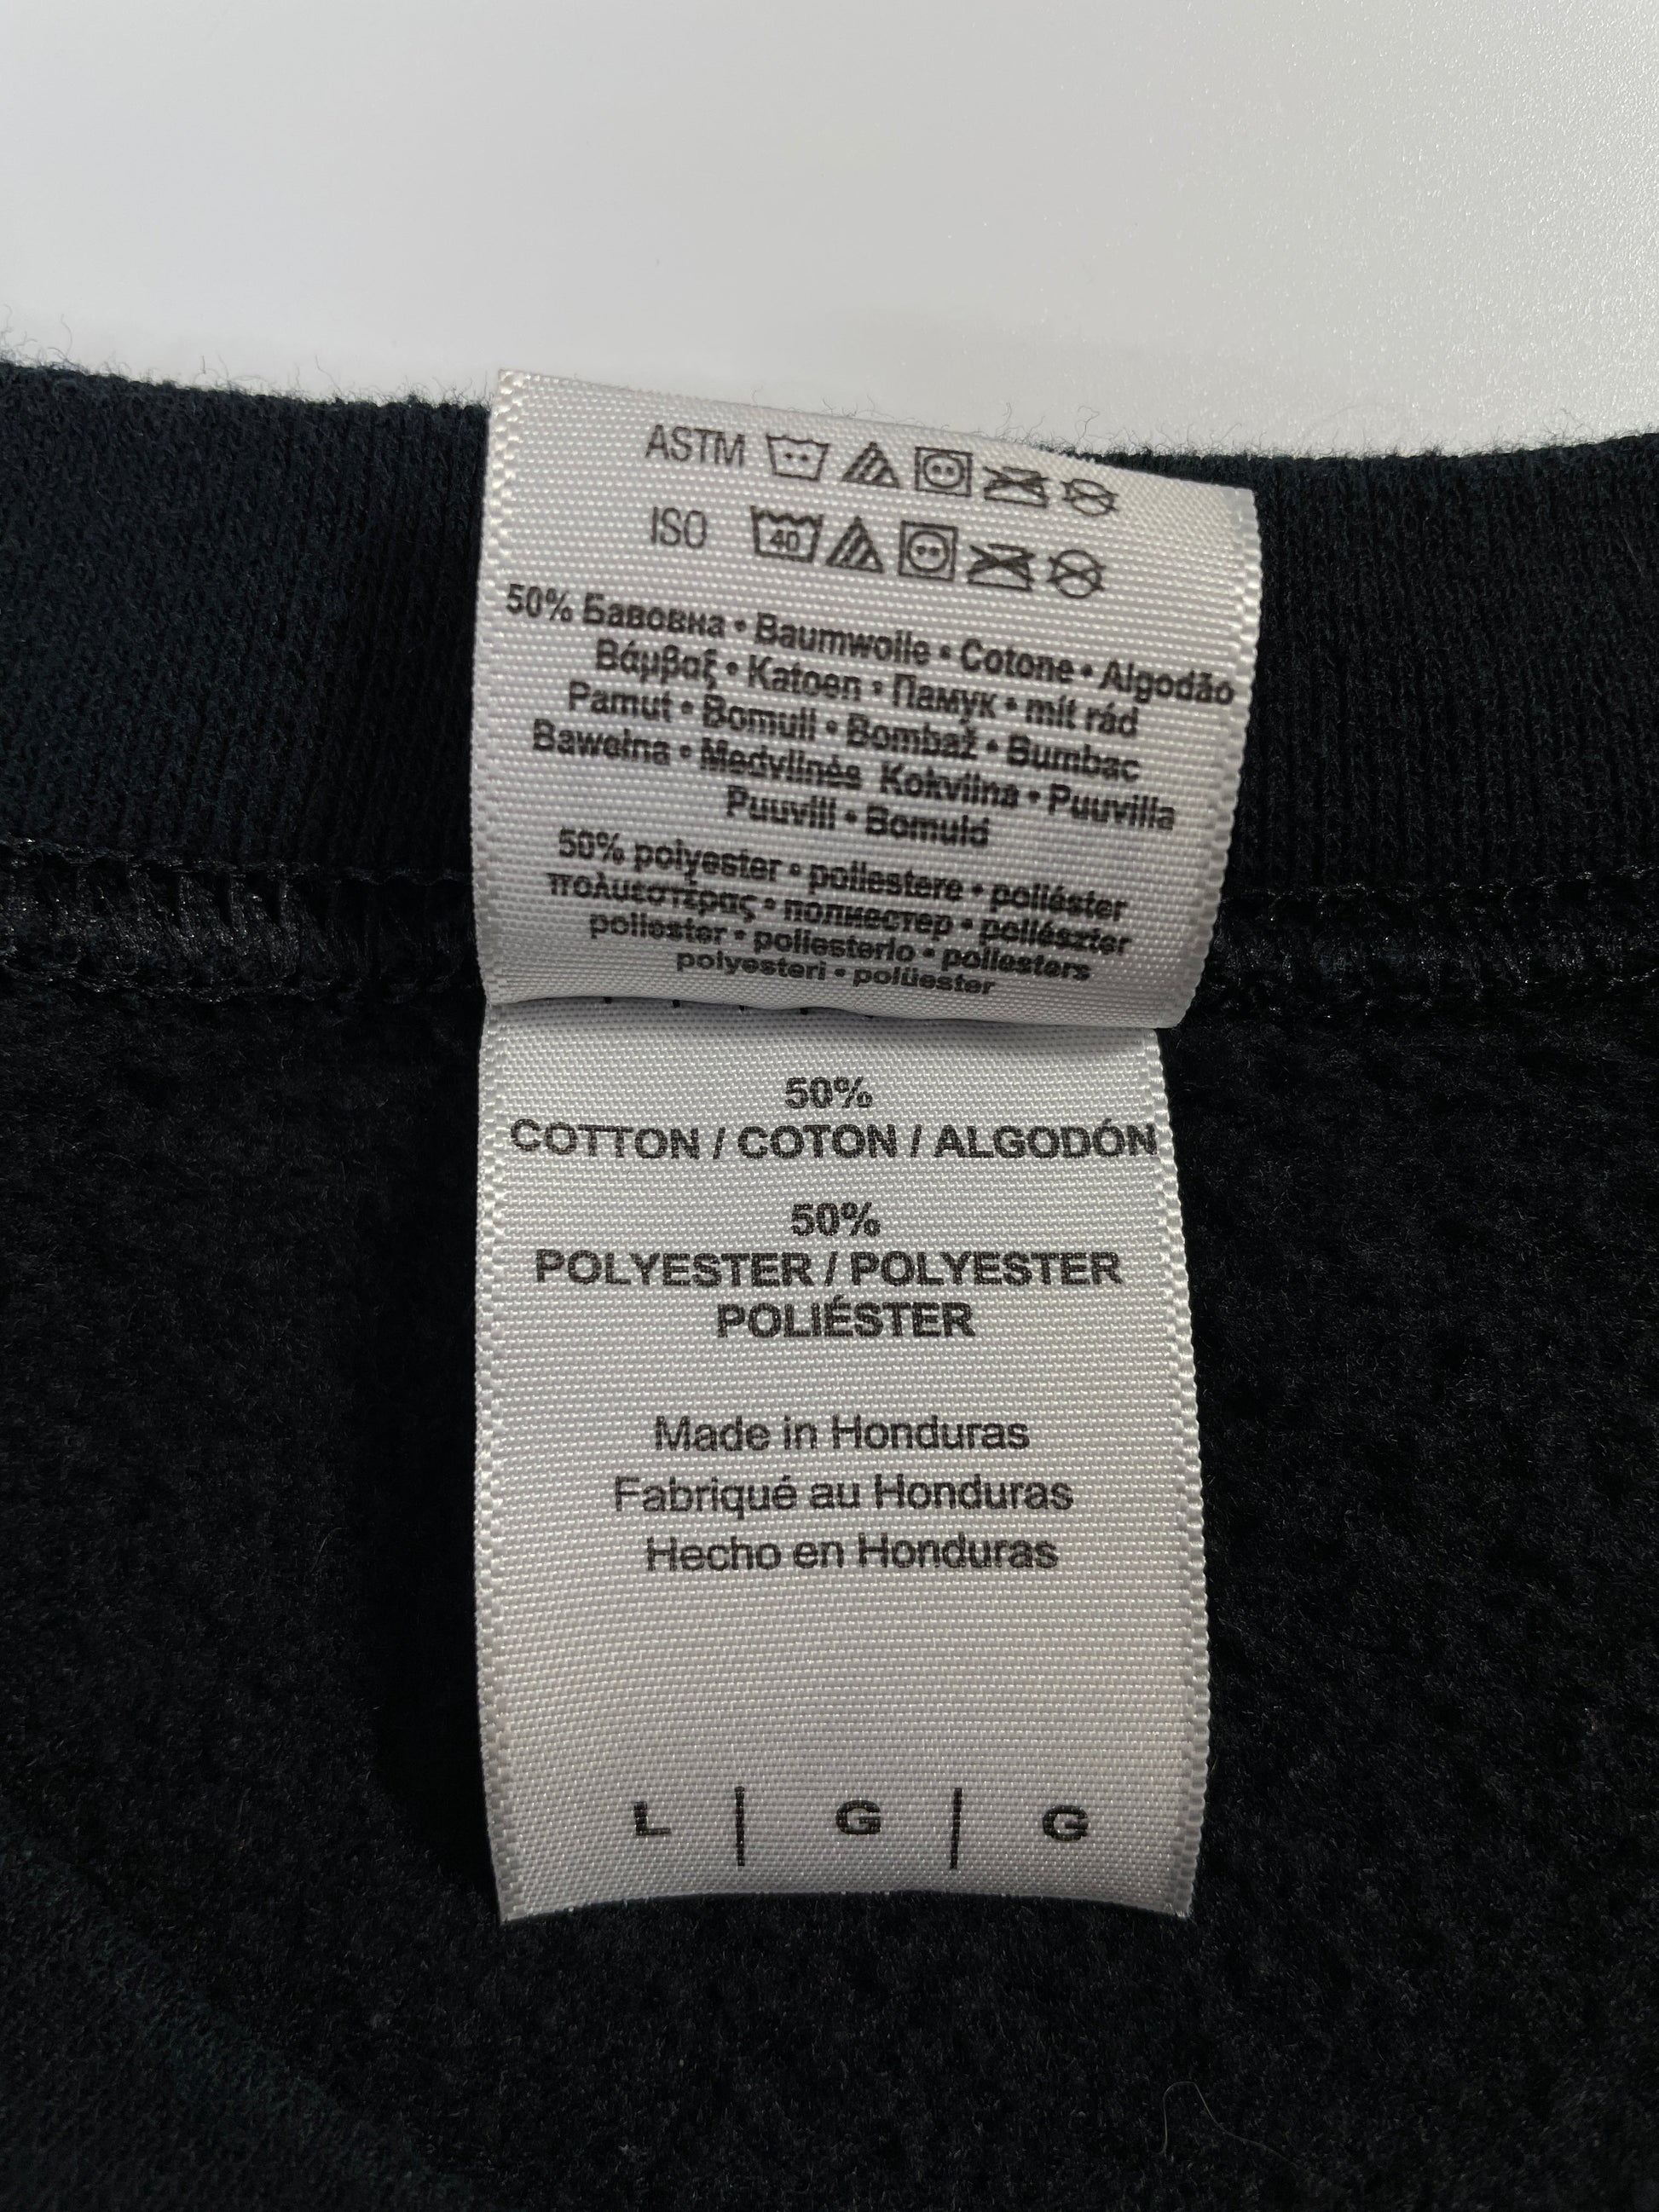 ASTM
ISO 40
50% Бавовна • Baumwolle • Cotone • Algodão
Βάμβαξ • Katoen • Памук • mít rád
Pamut • Bomull • Bombaž • Bumbac
Bawełna • Medvilnės Kokvilna • Puuvilla
Puuvill • Bomuld
50% polyester • poliestere • poliéster
πολυεστέρας • полиестер • poliészter
poliester • poliesterio • poliesters
polyesteri • polüester
50%
COTTON / COTON / ALGODÓN
50%
POLYESTER / POLYESTER
POLIÉSTER
Made in Honduras
Fabriqué au Honduras
Hecho en Honduras
L | G | G